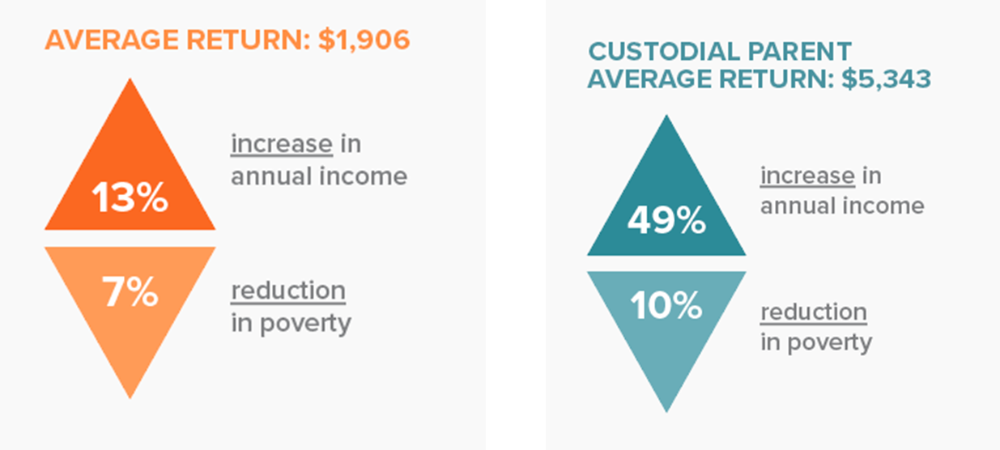 AVERAGE RETURN: $1,906
13%
increase in
annual income
7%
reduction
in poverty
CUSTODIAL PARENT
AVERAGE RETURN: $5,343
49%
increase in
annual income
10%
reduction
in poverty